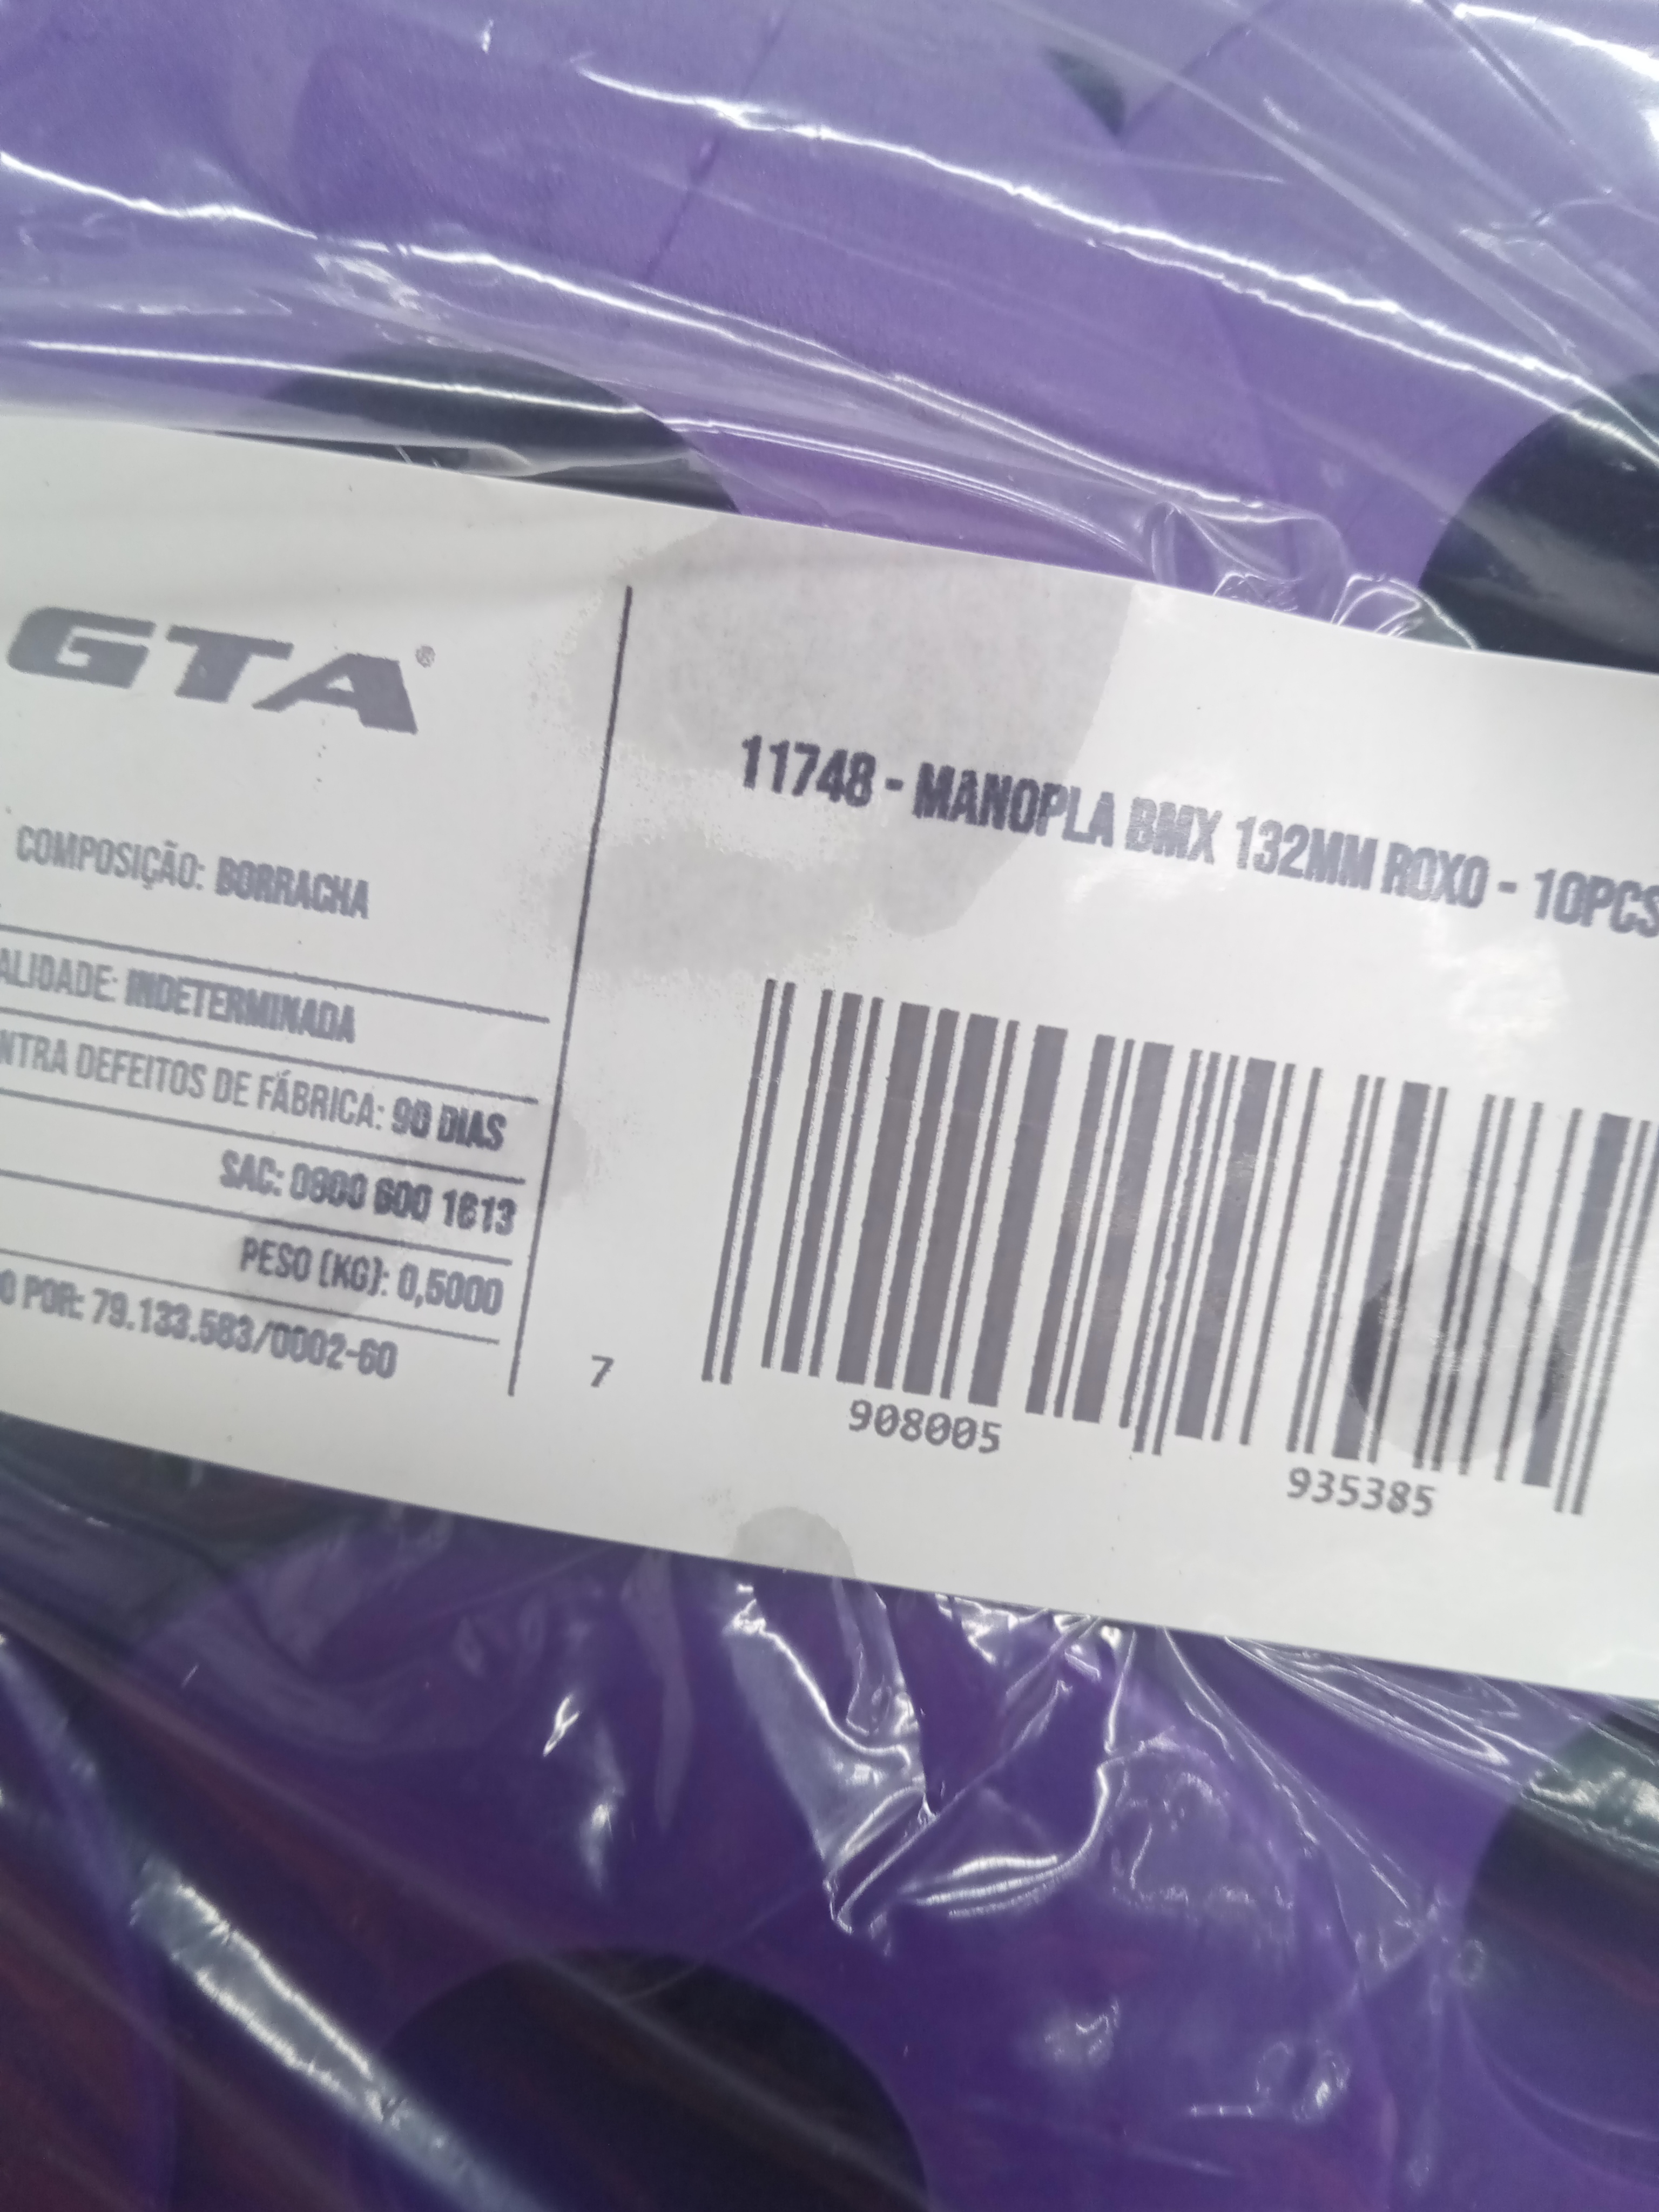 GTA®
COMPOSIÇÃO: BORRACHA
ALIDADE: INDETERMINADA
NTRA DEFEITOS DE FÁBRICA: 90 DIAS
SAC: 0800 600 1613
PESO (KG): 0,5000
O POR: 79.133.583/0002-60
11748 - MANOPLA BMX 132MM ROXO - 10PCS
7 908005 935385